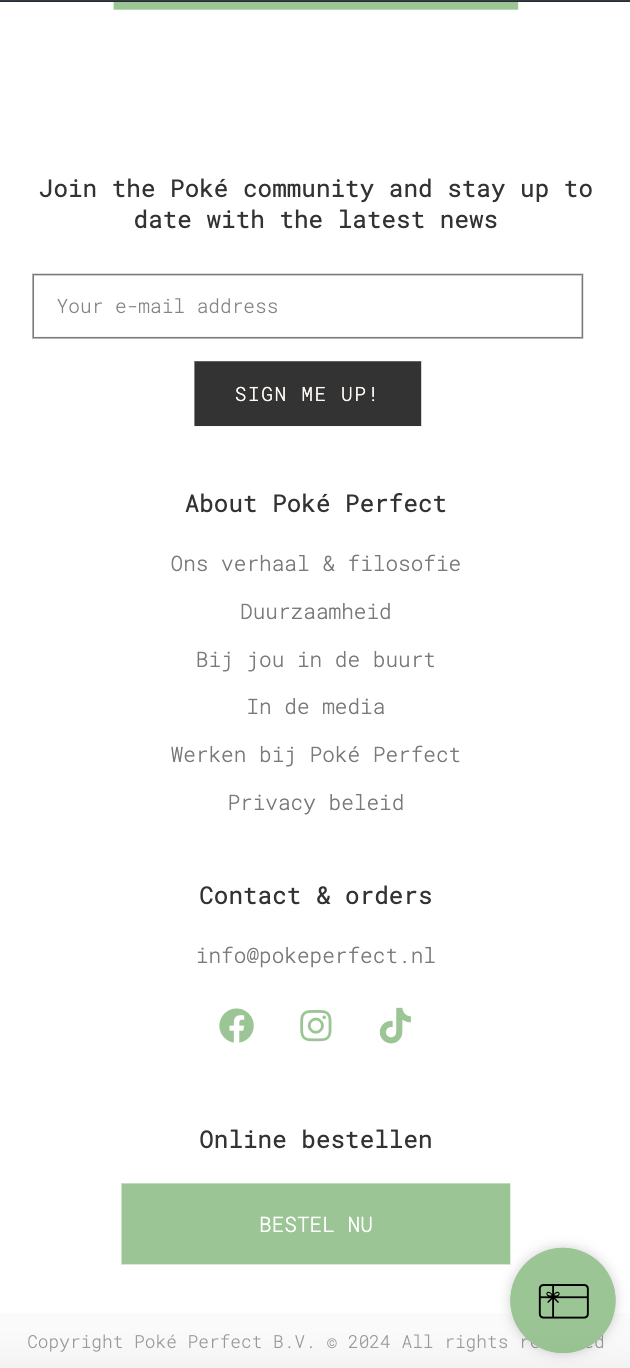 Join the Poké community and stay up to
date with the latest news
Your e-mail address
SIGN ME UP!
About Poké Perfect
Ons verhaal & filosofie
Duurzaamheid
Bij jou in de buurt
In de media
Werken bij Poké Perfect
Privacy beleid
Contact & orders
info@pokeperfect.nl
Online bestellen
BESTEL NU
Copyright Poké Perfect B.V. © 2024 All rights